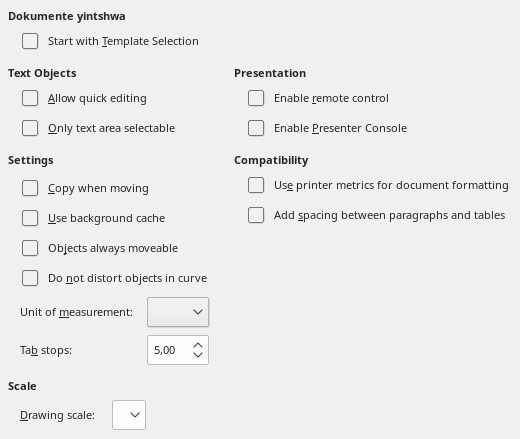 Dokumente yintshwa
Start with Template Selection
Text Objects
Allow quick editing
Only text area selectable
Presentation
Enable remote control
Enable Presenter Console
Settings
Copy when moving
Use background cache
Objects always moveable
Do not distort objects in curve
Unit of measurement:
Tab stops: 5,00
Compatibility
Use printer metrics for document formatting
Add spacing between paragraphs and tables
Scale
Drawing scale: